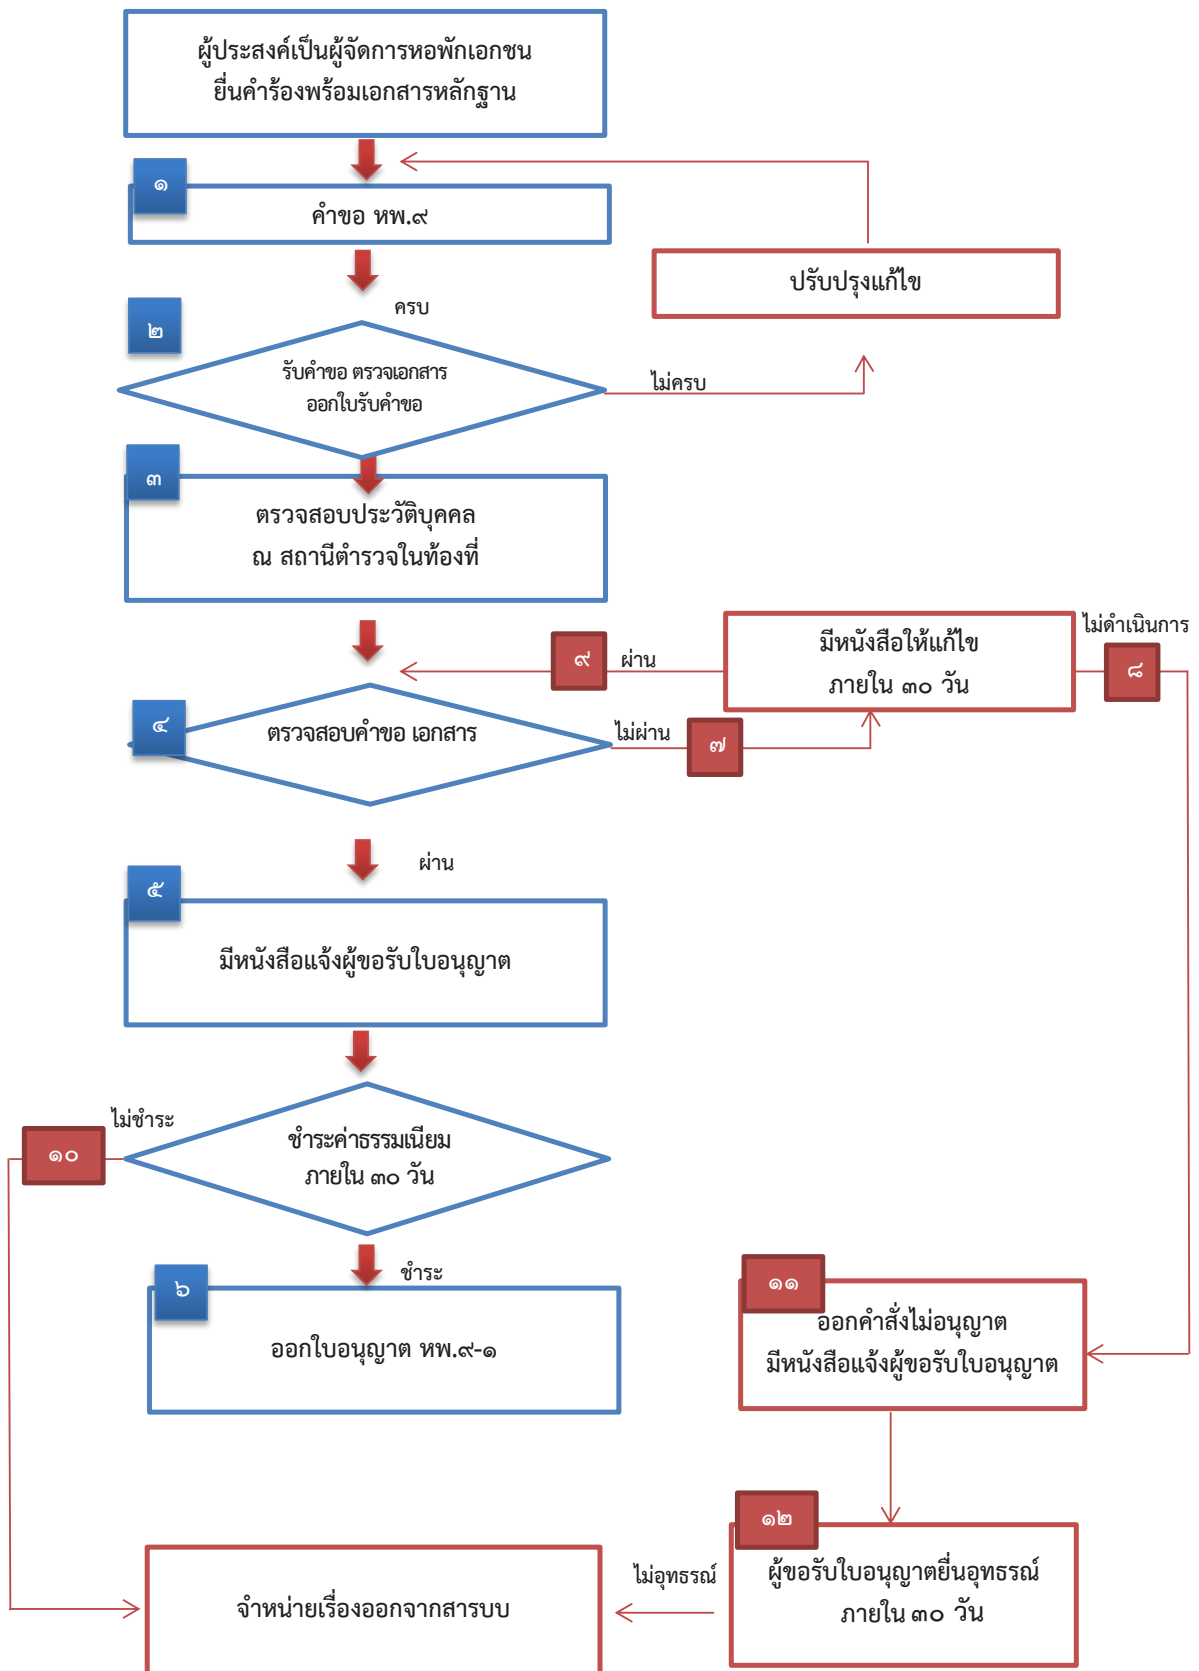 ผู้ประสงค์เป็นผู้จัดการหอพักเอกชน
ยื่นคำร้องพร้อมเอกสารหลักฐาน
๑
คำขอ หพ.๙
ปรับปรุงแก้ไข
ครบ
๒
รับคำขอ ตรวจเอกสาร
ออกใบรับคำขอ
ไม่ครบ
๓
ตรวจสอบประวัติบุคคล
ณ สถานีตำรวจในท้องที่
มีหนังสือให้แก้ไข
ภายใน ๓๐ วัน
ไม่ดำเนินการ
๘
๙
ผ่าน
๔
ตรวจสอบคำขอ เอกสาร
ไม่ผ่าน
๗
ผ่าน
๕
มีหนังสือแจ้งผู้ขอรับใบอนุญาต
ไม่ชำระ
๑๐
ชำระค่าธรรมเนียม
ภายใน ๓๐ วัน
ชำระ
๖
ออกใบอนุญาต หพ.๙-๑
๑๑
ออกคำสั่งไม่อนุญาต
มีหนังสือแจ้งผู้ขอรับใบอนุญาต
๑๒
ผู้ขอรับใบอนุญาตยื่นอุทธรณ์
ภายใน ๓๐ วัน
ไม่อุทธรณ์
จำหน่ายเรื่องออกจากสารบบ